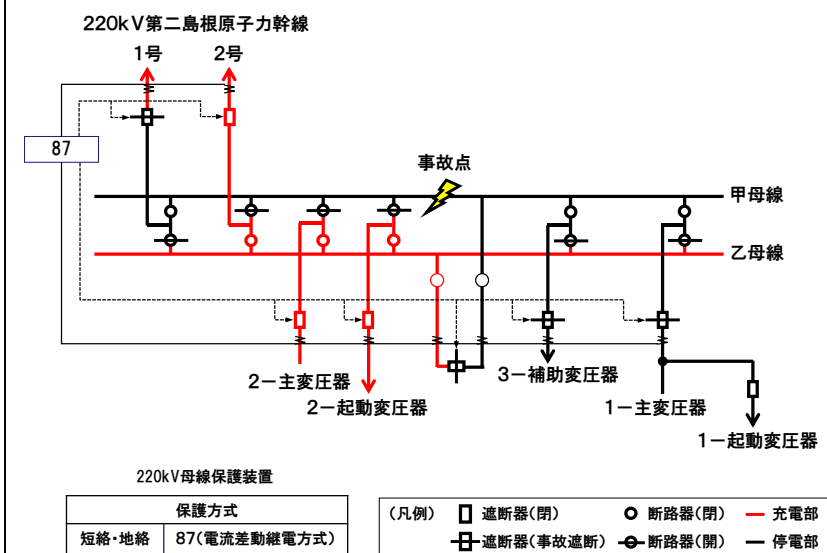 220kV第二島根原子力幹線
1号 2号
87
事故点
甲母線
乙母線
2－主変圧器
2－起動変圧器
3－補助変圧器
1－主変圧器
1－起動変圧器
220kV母線保護装置
保護方式
短絡・地絡 87(電流差動継電方式)
(凡例) 遮断器(閉) 断路器(閉) 充電部
遮断器(事故遮断) 断路器(開) 停電部